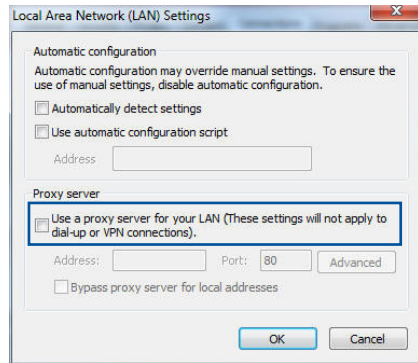 Local Area Network (LAN) Settings
Automatic configuration
Automatic configuration may override manual settings. To ensure the
use of manual settings, disable automatic configuration.
Automatically detect settings
Use automatic configuration script
Address
Proxy server
Use a proxy server for your LAN (These settings will not apply to
dial-up or VPN connections).
Address:
Port: 80 Advanced
Bypass proxy server for local addresses
OK Cancel